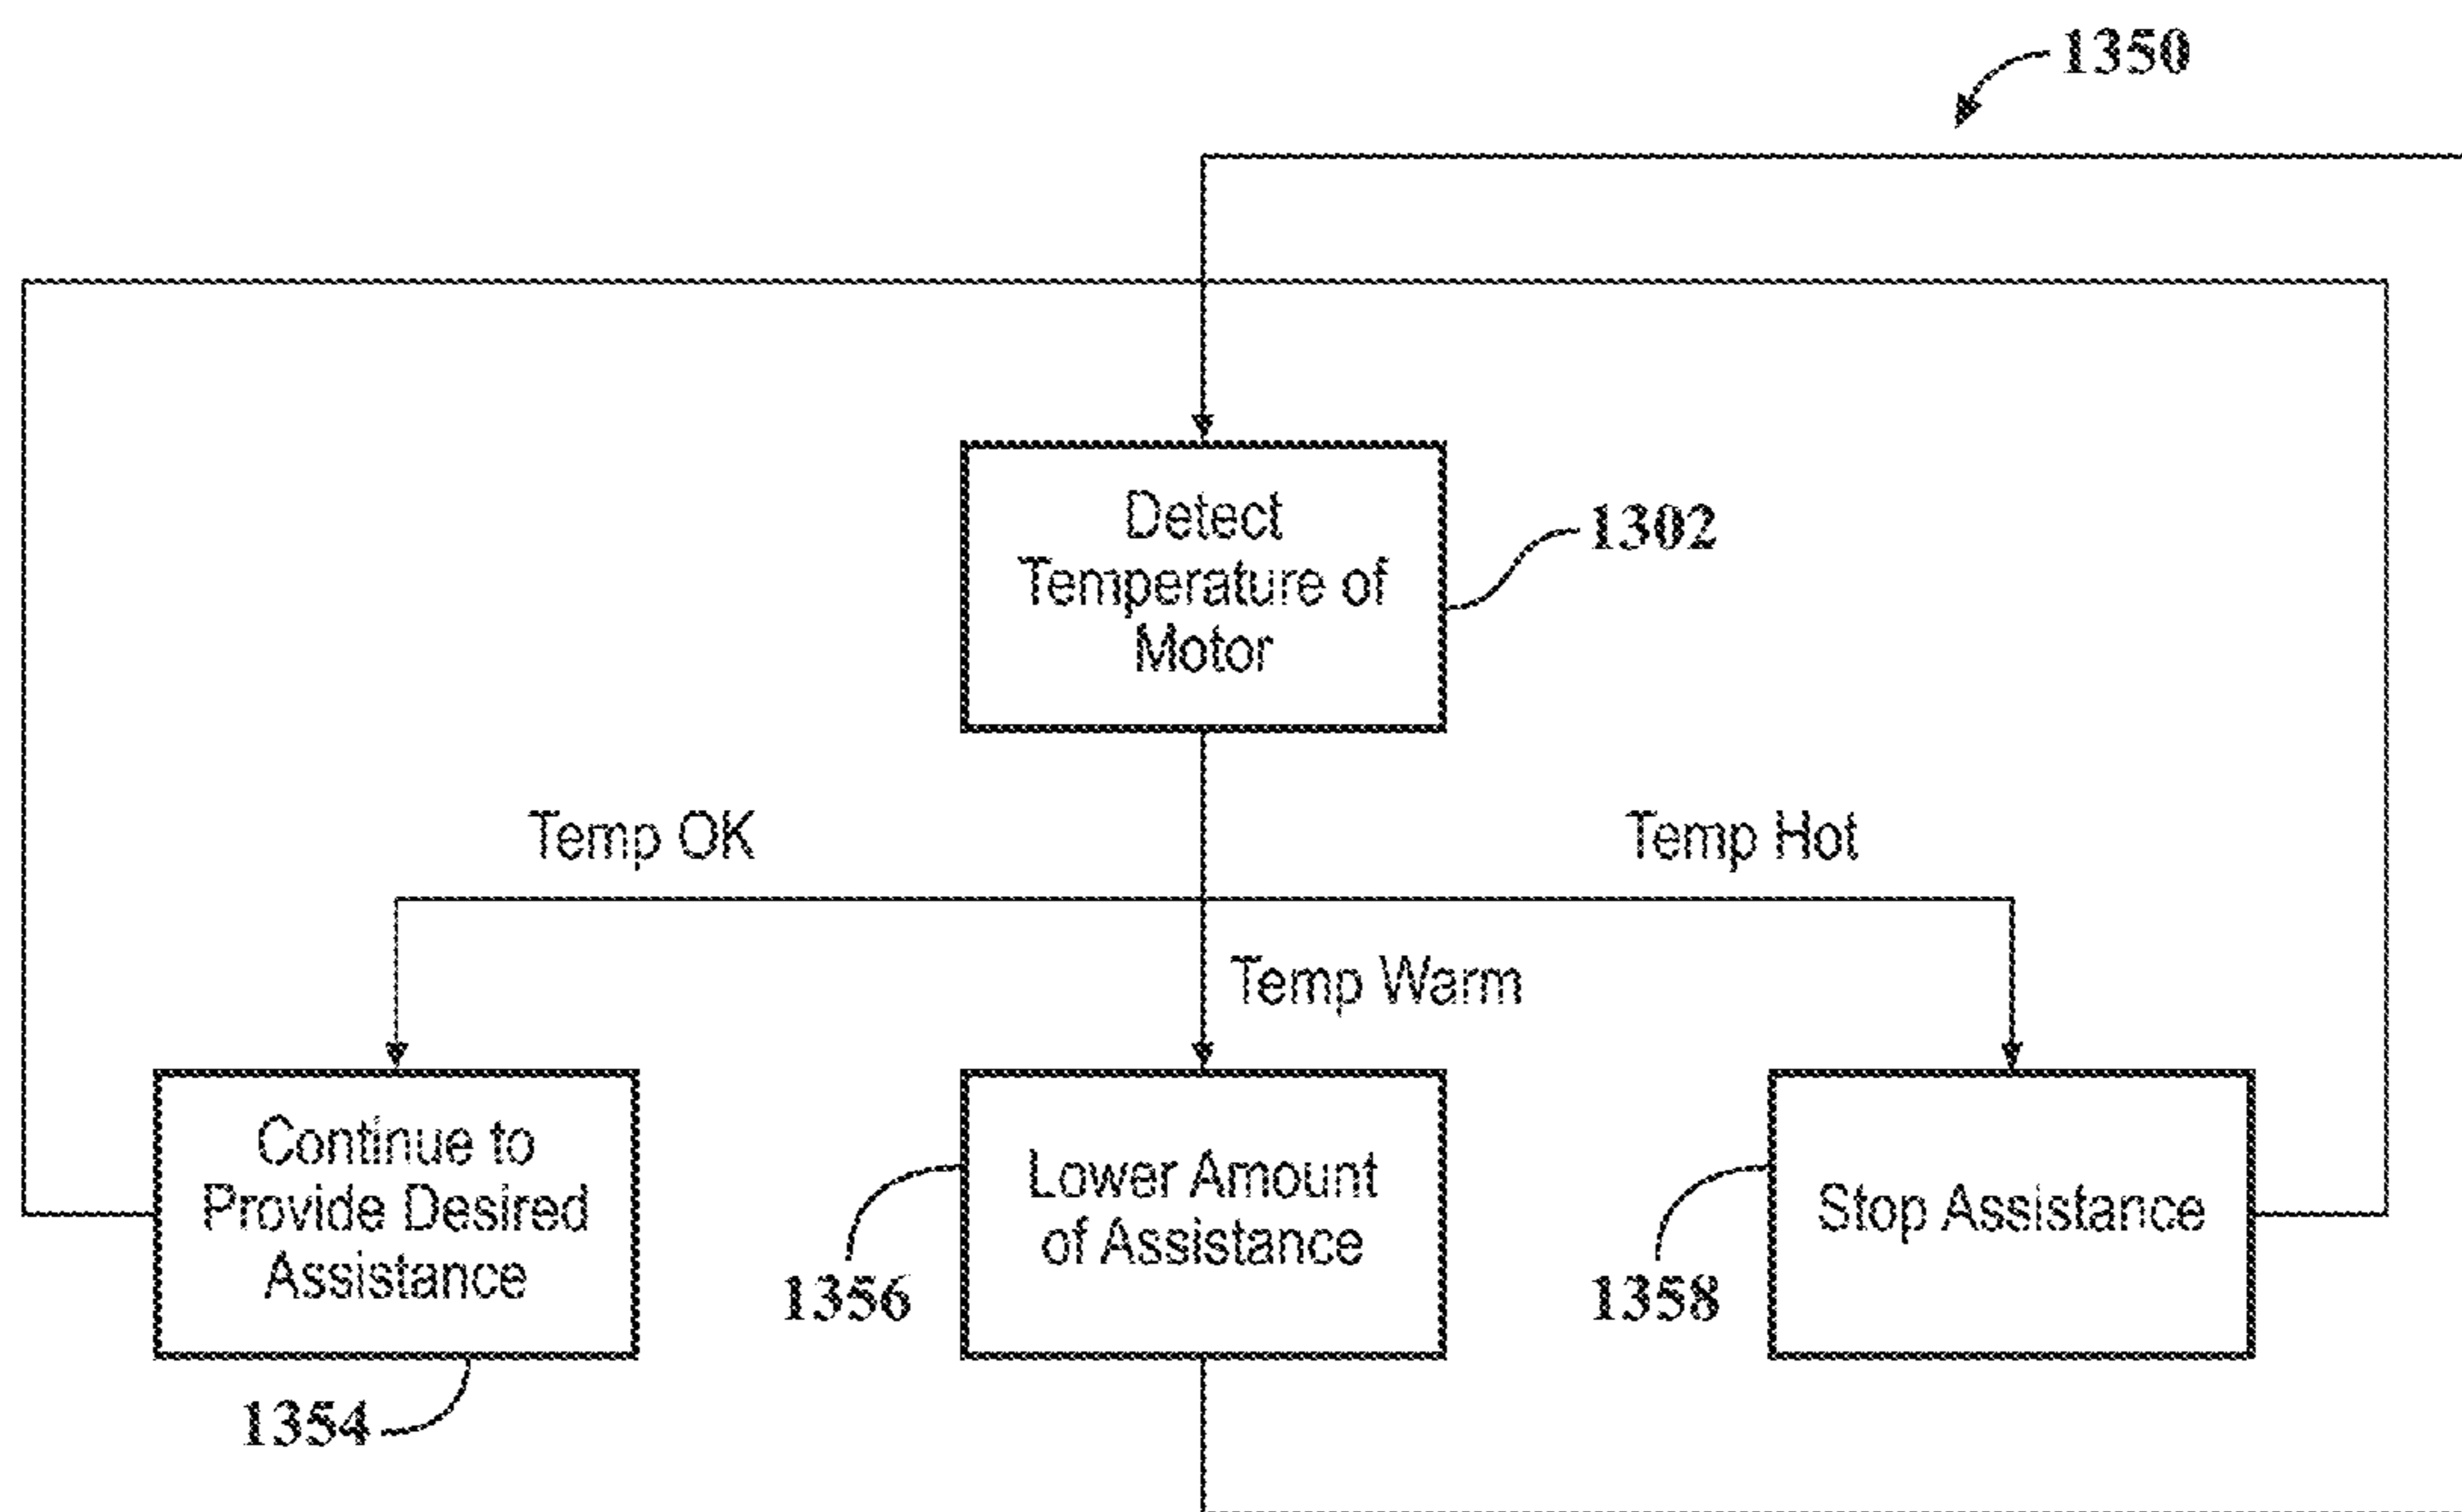 1350
Detect
Temperature of
Motor
1302
Temp OK
Temp Hot
Temp Warm
Continue to
Provide Desired
Assistance
Lower Amount
of Assistance
Stop Assistance
1356
1358
1354